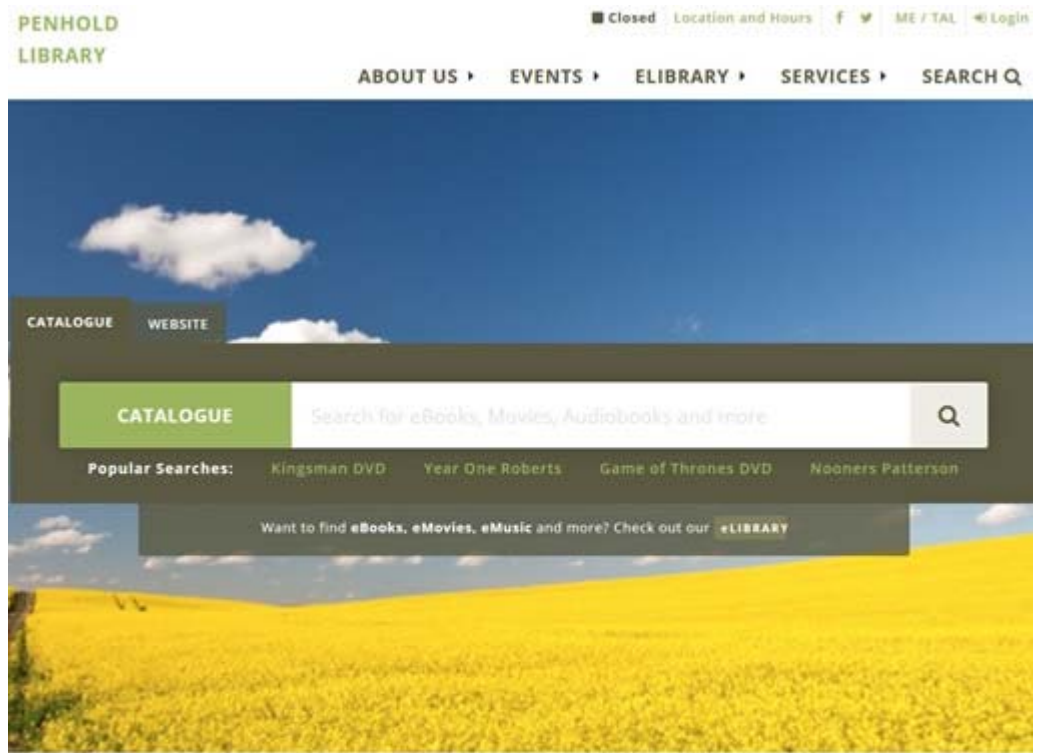 PENHOLD
LIBRARY
Closed Location and Hours ME / TAL Login
ABOUT US EVENTS ELIBRARY SERVICES SEARCH
CATALOGUE WEBSITE
CATALOGUE Search for eBooks, Movies, Audiobooks and more
Popular Searches: Kingsman DVD Year One Roberts Game of Thrones DVD Nooners Patterson
Want to find eBooks, eMovies, eMusic and more? Check out our eLIBRARY